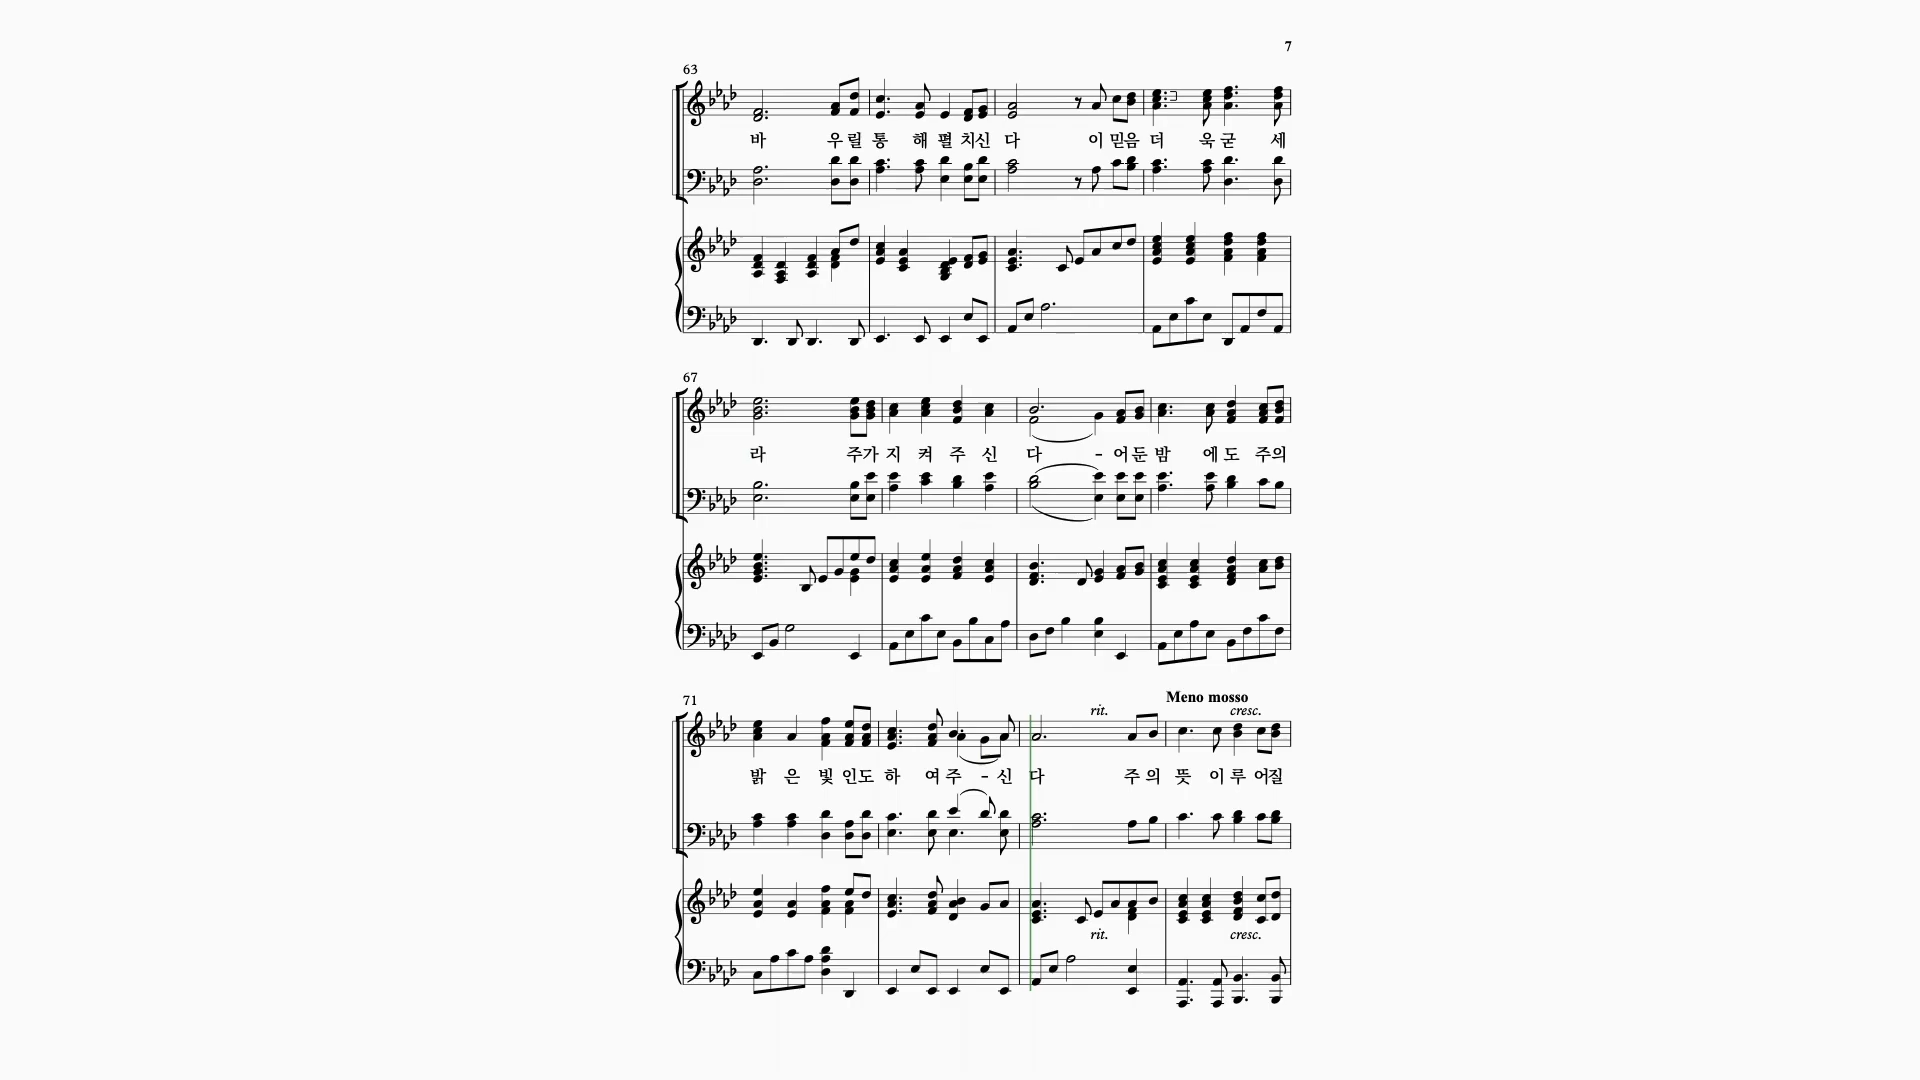 7
63
바 우릴 통 해 펼 치신 다 이 믿음 더 욱 굳 세
67
라 주가 지 켜 주 신 다 - 어둔 밤 에 도 주의
71
Meno mosso
rit. cresc.
밝 은 빛 인도 하 여 주 - 신 다 주 의 뜻 이 루 어질
rit. cresc.